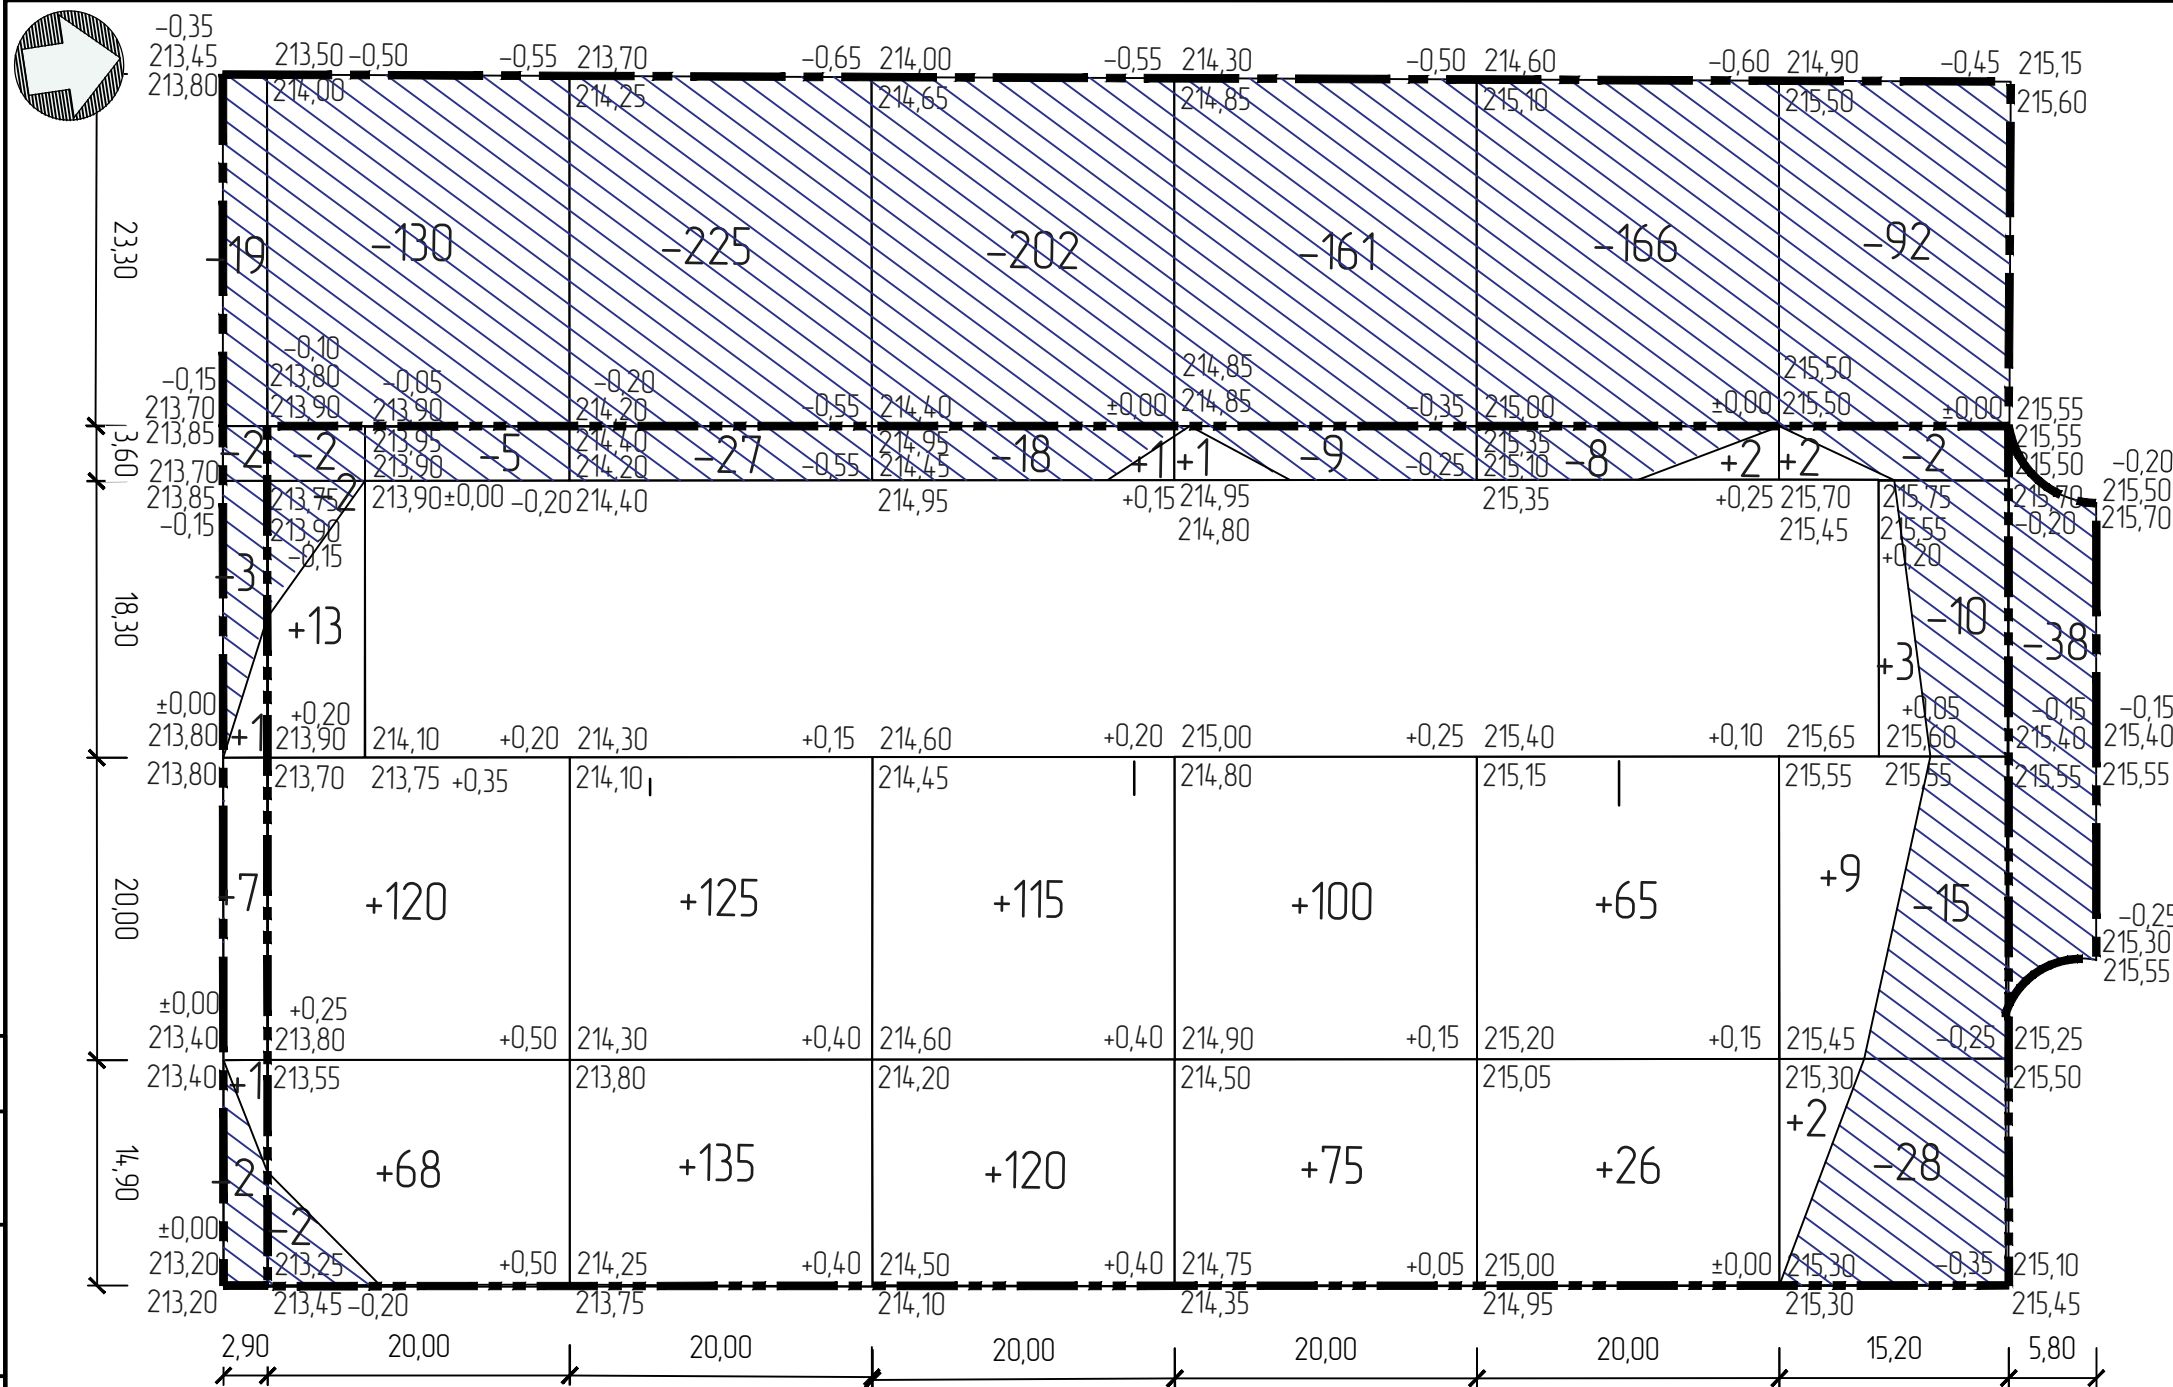 −0,35
213,45 213,50 −0,50 −0,55 213,70 −0,65 214,00 −0,55 214,30 −0,50 214,60 −0,60 214,90 −0,45 215,15
213,80 214,00 214,25 214,65 214,85 215,10 215,50 215,60
23,30 −19 −130 −225 −202 −161 −166 −92
−0,10 214,85 215,50
−0,15 213,80 −0,05 −0,20
213,70 213,90 213,90 214,20 −0,55 214,40 ±0,00 214,85 −0,35 215,00 ±0,00 215,50 ±0,00 215,55
213,85 213,95 214,40 214,95 215,35 215,55
3,60 −2 −2 −5 −27 −18 +1 +1 −9 −8 +2 +2 −2
213,70 213,90 214,20 −0,55 214,45 −0,25 215,10 215,50 −0,20
213,85 213,75 −2 213,90 ±0,00 −0,20 214,40 214,95 +0,15 214,95 215,35 +0,25 215,70 215,75 215,70 215,50
−0,15 213,90 214,80 215,45 215,55 −0,20 215,70
−0,15 +0,20
18,30 −3 +13 +3 −10 −38
±0,00 +0,20 +0,05 −0,15 −0,15
213,80 +1 213,90 214,10 +0,20 214,30 +0,15 214,60 +0,20 215,00 +0,25 215,40 +0,10 215,65 215,60 215,40 215,40
213,80 213,70 213,75 +0,35 214,10 214,45 214,80 215,15 215,55 215,55 215,55 215,55
20,00 +7 +120 +125 +115 +100 +65 +9 −15
−0,25
215,30
215,55
±0,00 +0,25
213,40 213,80 +0,50 214,30 +0,40 214,60 +0,40 214,90 +0,15 215,20 +0,15 215,45 −0,25 215,25
213,40 +1 213,55 213,80 214,20 214,50 215,05 215,30 215,50
14,90 −2 +68 +135 +120 +75 +26 +2 −28
±0,00 −2
213,20 213,25 +0,50 214,25 +0,40 214,50 +0,40 214,75 +0,05 215,00 ±0,00 215,30 −0,35 215,10
213,20 213,45 −0,20 213,75 214,10 214,35 214,95 215,30 215,45
2,90 20,00 20,00 20,00 20,00 20,00 15,20 5,80